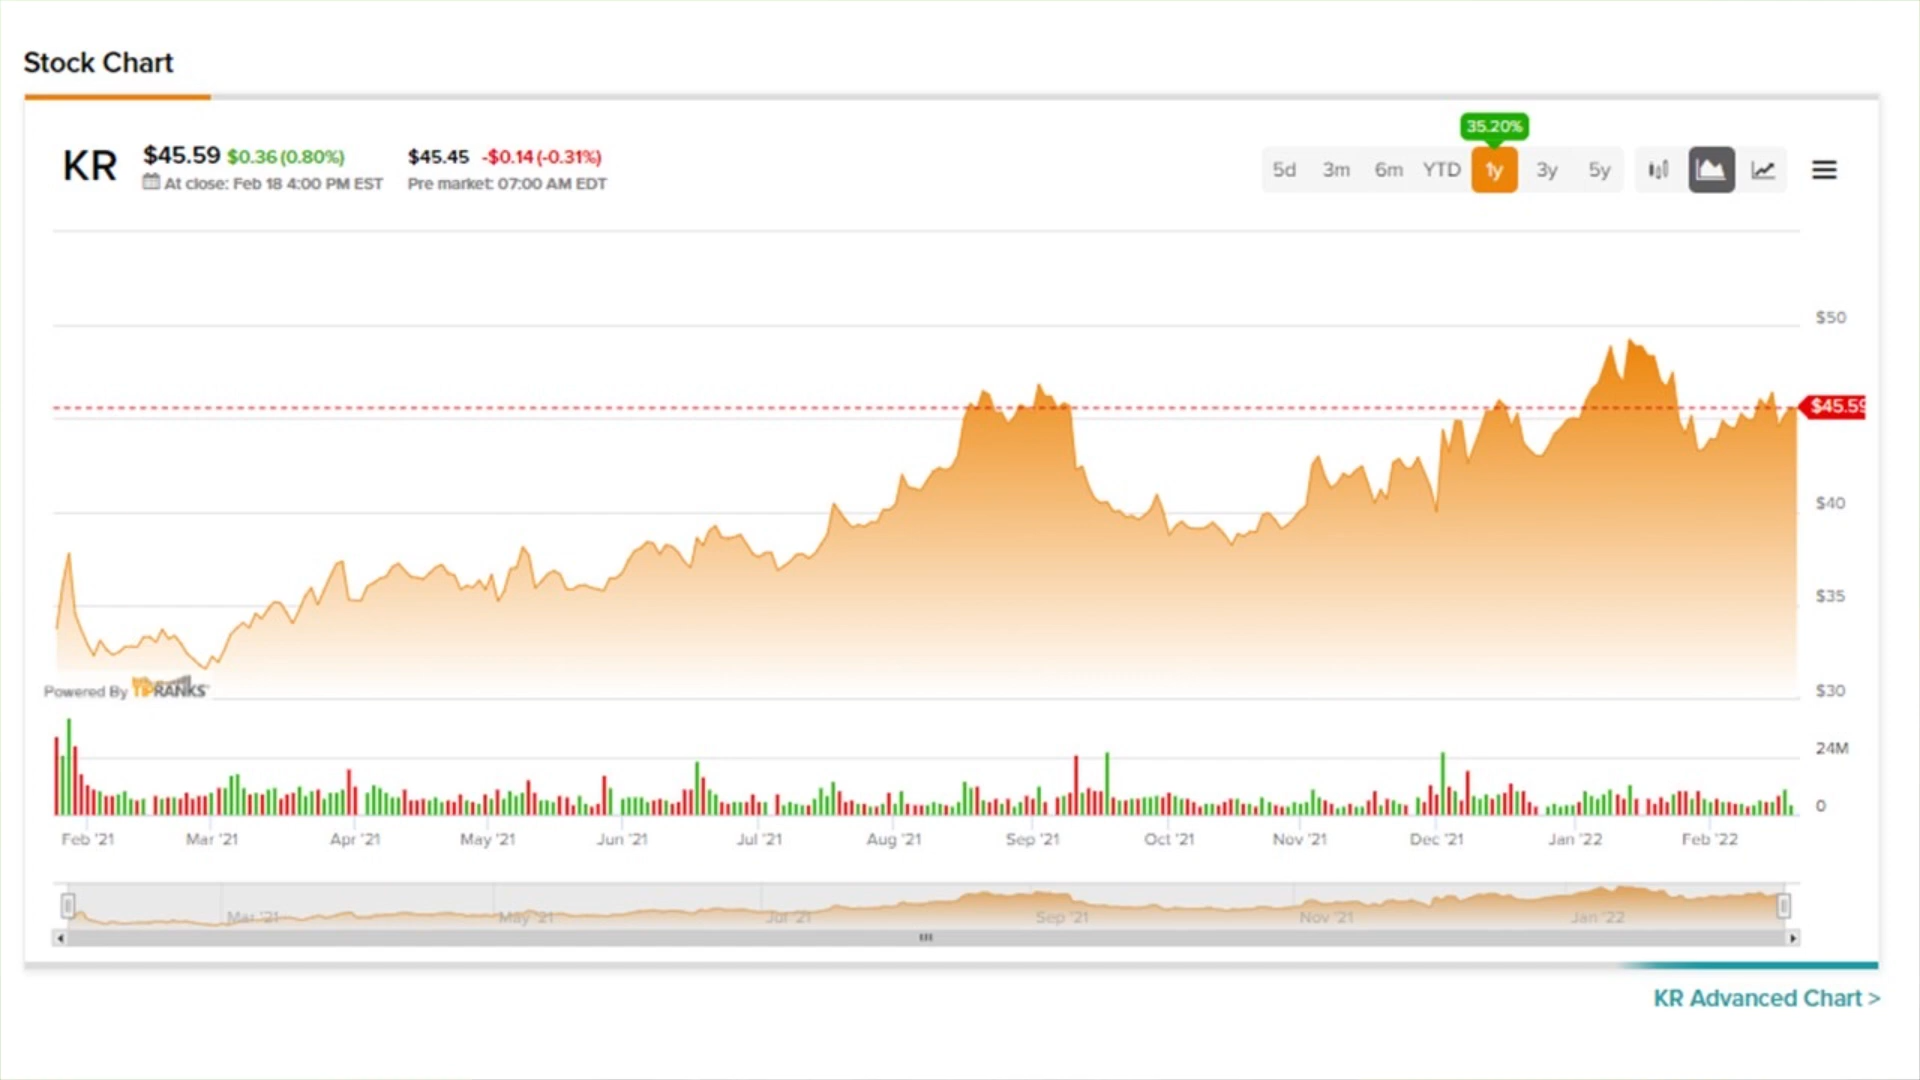 Stock Chart
35.20%
KR $45.59 $0.36 (0.80%) $45.45 -$0.14 (-0.31%)
At close: Feb 18 4:00 PM EST Pre market: 07:00 AM EDT
5d 3m 6m YTD 1y 3y 5y
$50
$45.59
$40
$35
$30
Powered By TIPRANKS
24M
0
Feb '21 Mar '21 Apr '21 May '21 Jun '21 Jul '21 Aug '21 Sep '21 Oct '21 Nov '21 Dec '21 Jan '22 Feb '22
Mar '21 May '21 Jul '21 Sep '21 Nov '21 Jan '22
KR Advanced Chart >